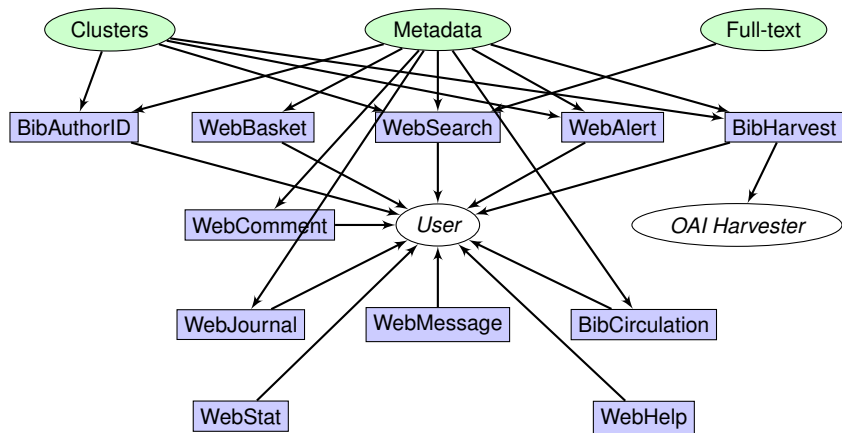 Clusters
Metadata
Full-text
BibAuthorID
WebBasket
WebSearch
WebAlert
BibHarvest
WebComment
User
OAI Harvester
WebJournal
WebMessage
BibCirculation
WebStat
WebHelp